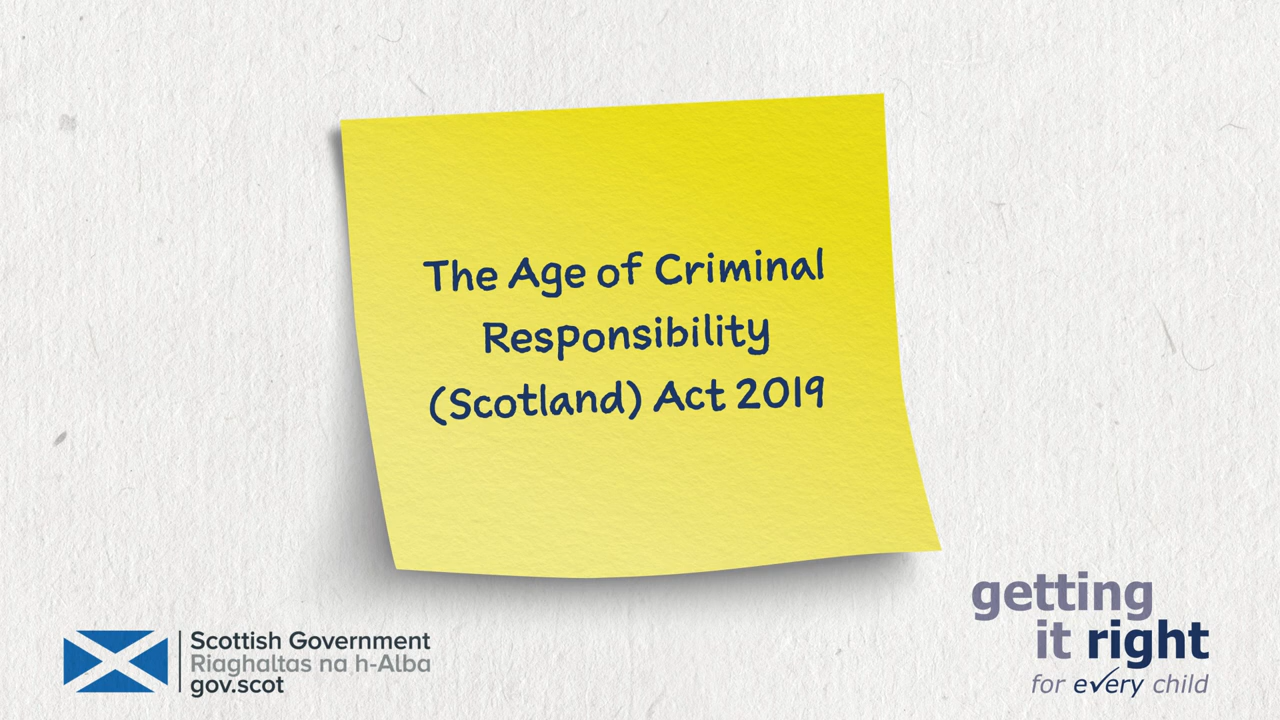 The Age of Criminal
Responsibility
(Scotland) Act 2019
Scottish Government
Riaghaltas na h-Alba
gov.scot
getting
it right
for every child